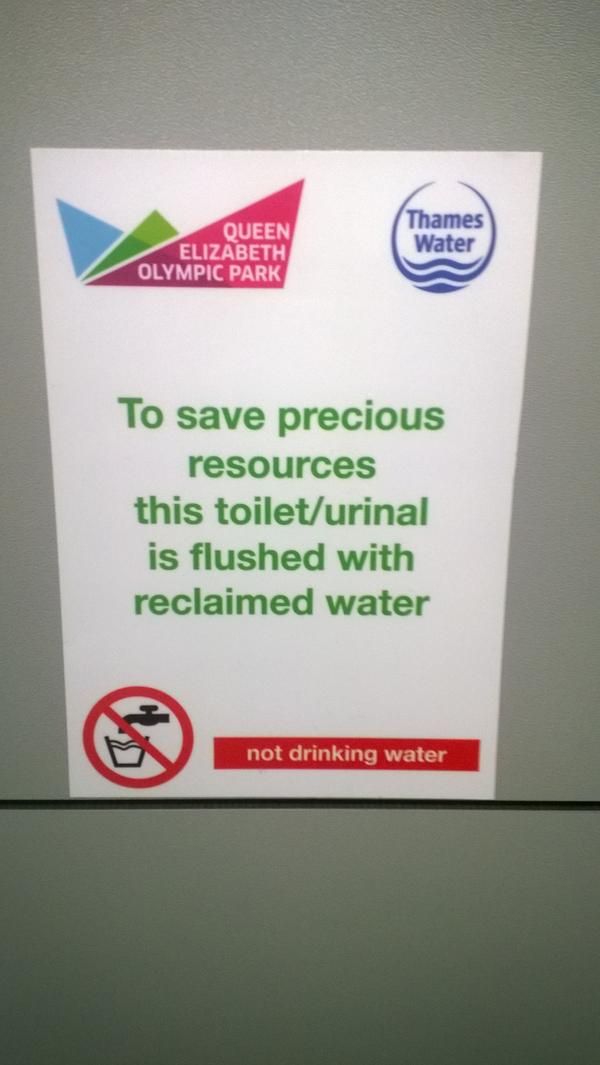 QUEEN
ELIZABETH
OLYMPIC PARK
Thames
Water
To save precious
resources
this toilet/urinal
is flushed with
reclaimed water
not drinking water